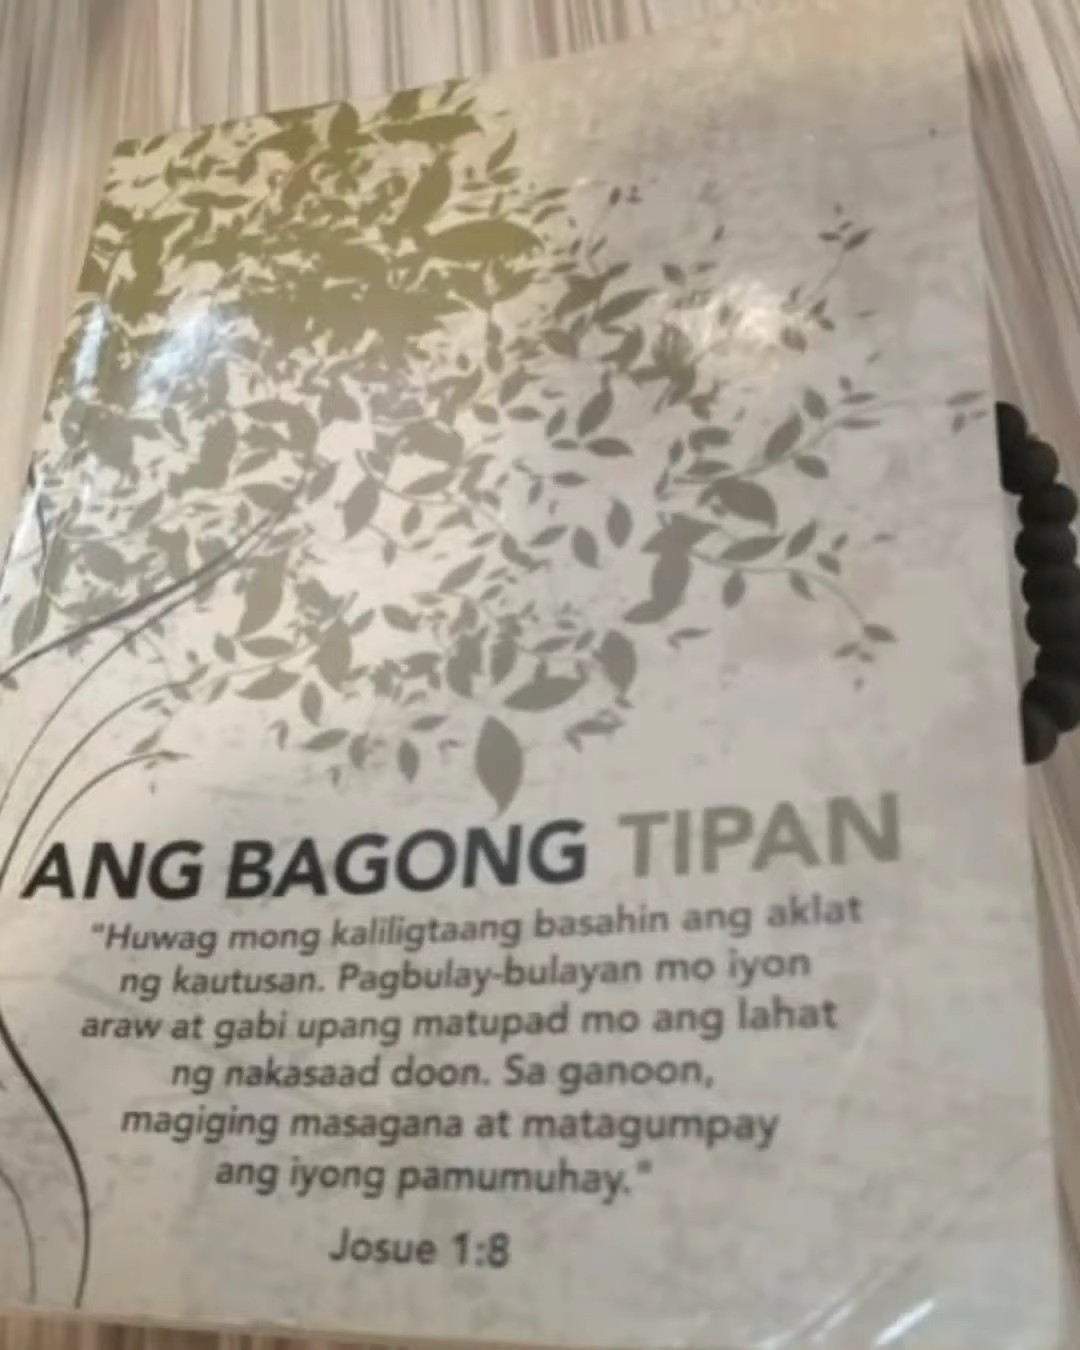 ANG BAGONG TIPAN
"Huwag mong kaliligtaang basahin ang aklat
ng kautusan. Pagbulay-bulayan mo iyon
araw at gabi upang matupad mo ang lahat
ng nakasaad doon. Sa ganoon,
magiging masagana at matagumpay
ang iyong pamumuhay."
Josue 1:8